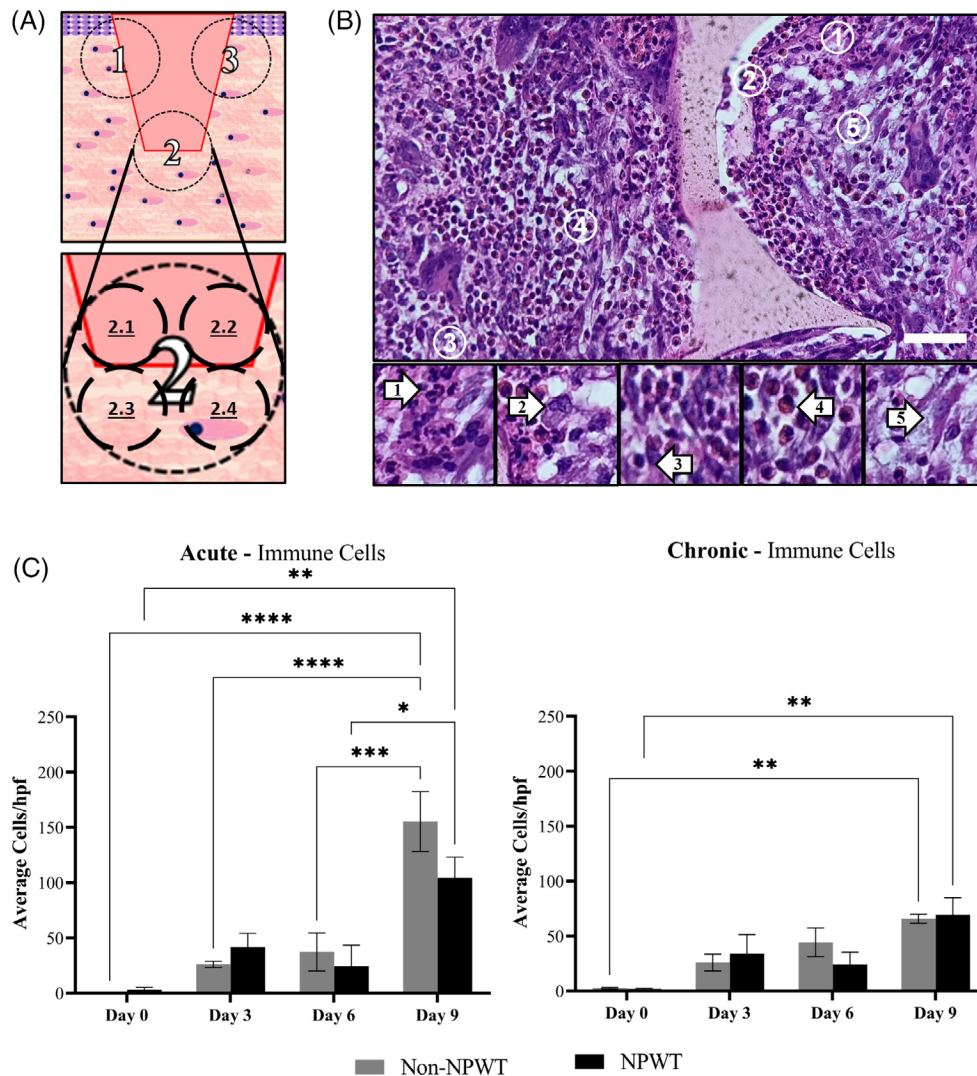 (A)
1
3
2
2.1
2.2
2
2.3
2.4
(B)
1
2
5
4
3
1
2
3
4
5
(C)
Acute - Immune Cells
**
****
****
*
***
Average Cells/hpf
250
200
150
100
50
0
Day 0
Day 3
Day 6
Day 9
Chronic - Immune Cells
**
**
Average Cells/hpf
250
200
150
100
50
0
Day 0
Day 3
Day 6
Day 9
Non-NPWT
NPWT